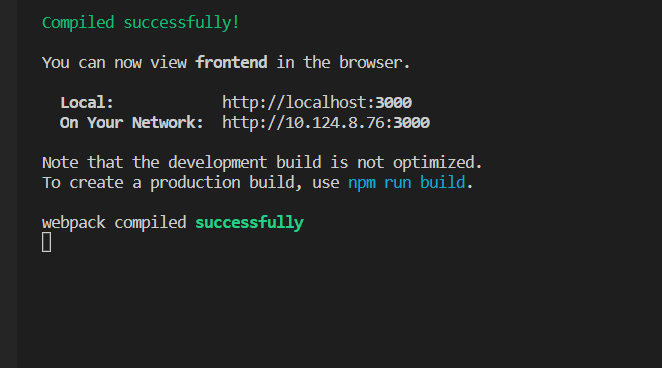 Compiled successfully!
You can now view frontend in the browser.
Local: http://localhost:3000
On Your Network: http://10.124.8.76:3000
Note that the development build is not optimized.
To create a production build, use npm run build.
webpack compiled successfully